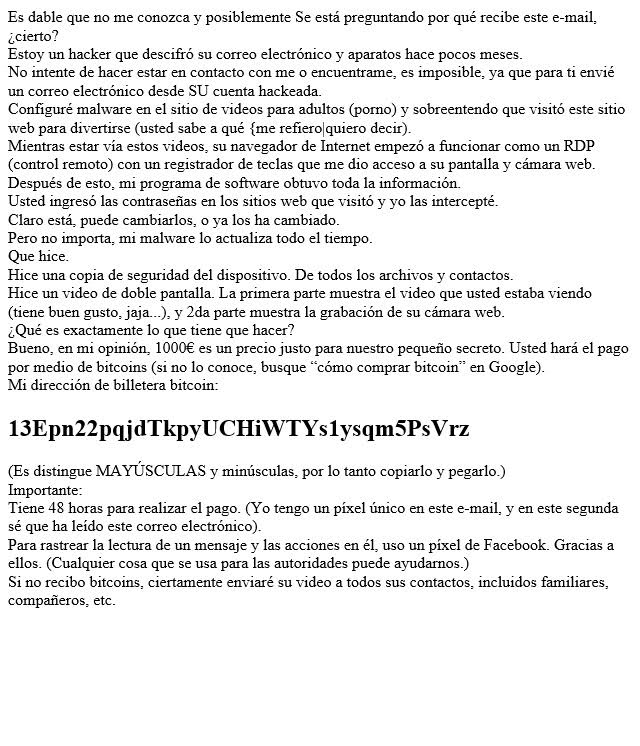 Es dable que no me conozca y posiblemente Se está preguntando por qué recibe este e-mail,
¿cierto?
Estoy un hacker que descifró su correo electrónico y aparatos hace pocos meses.
No intente de hacer estar en contacto con me o encuentrame, es imposible, ya que para ti envié
un correo electrónico desde SU cuenta hackeada.
Configuré malware en el sitio de videos para adultos (porno) y sobreentendo que visitó este sitio
web para divertirse (usted sabe a qué {me refiero|quiero decir).
Mientras estar vía estos videos, su navegador de Internet empezó a funcionar como un RDP
(control remoto) con un registrador de teclas que me dio acceso a su pantalla y cámara web.
Después de esto, mi programa de software obtuvo toda la información.
Usted ingresó las contraseñas en los sitios web que visitó y yo las intercepté.
Claro está, puede cambiarlos, o ya los ha cambiado.
Pero no importa, mi malware lo actualiza todo el tiempo.
Que hice.
Hice una copia de seguridad del dispositivo. De todos los archivos y contactos.
Hice un video de doble pantalla. La primera parte muestra el video que usted estaba viendo
(tiene buen gusto, jaja...), y 2da parte muestra la grabación de su cámara web.
¿Qué es exactamente lo que tiene que hacer?
Bueno, en mi opinión, 1000€ es un precio justo para nuestro pequeño secreto. Usted hará el pago
por medio de bitcoins (si no lo conoce, busque “cómo comprar bitcoin” en Google).
Mi dirección de billetera bitcoin:
13Epn22pqjdTkpyUCHiWTYs1ysqm5PsVrz
(Es distingue MAYÚSCULAS y minúsculas, por lo tanto copiarlo y pegarlo.)
Importante:
Tiene 48 horas para realizar el pago. (Yo tengo un píxel único en este e-mail, y en este segunda
sé que ha leído este correo electrónico).
Para rastrear la lectura de un mensaje y las acciones en él, uso un píxel de Facebook. Gracias a
ellos. (Cualquier cosa que se usa para las autoridades puede ayudarnos.)
Si no recibo bitcoins, ciertamente enviaré su video a todos sus contactos, incluidos familiares,
compañeros, etc.